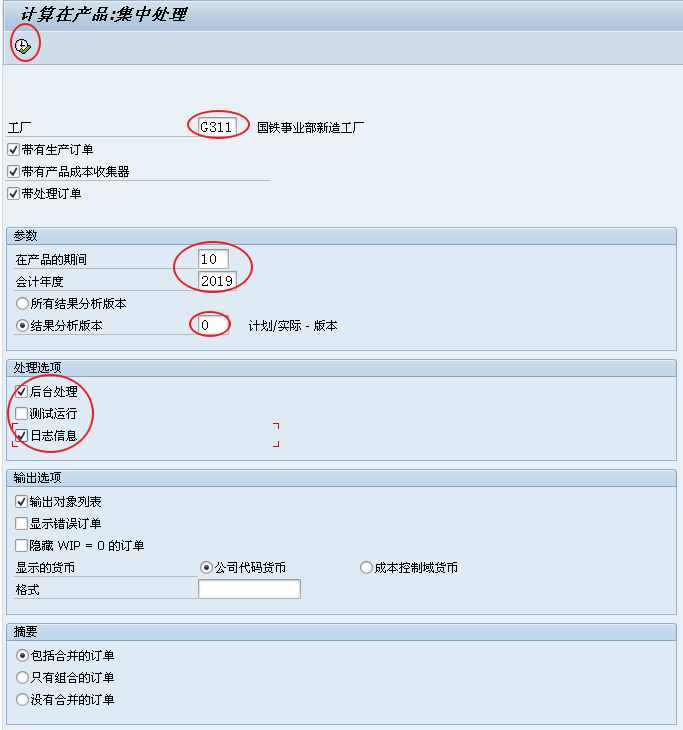 计算在产品:集中处理
工厂 G311 国铁事业部新造工厂
带有生产订单
带有产品成本收集器
带处理订单
参数
在产品的期间 10
会计年度 2019
所有结果分析版本
结果分析版本 0 计划/实际 - 版本
处理选项
后台处理
测试运行
日志信息
输出选项
输出对象列表
显示错误订单
隐藏 WIP = 0 的订单
显示的货币 公司代码货币 成本控制域货币
格式
摘要
包括合并的订单
只有组合的订单
没有合并的订单